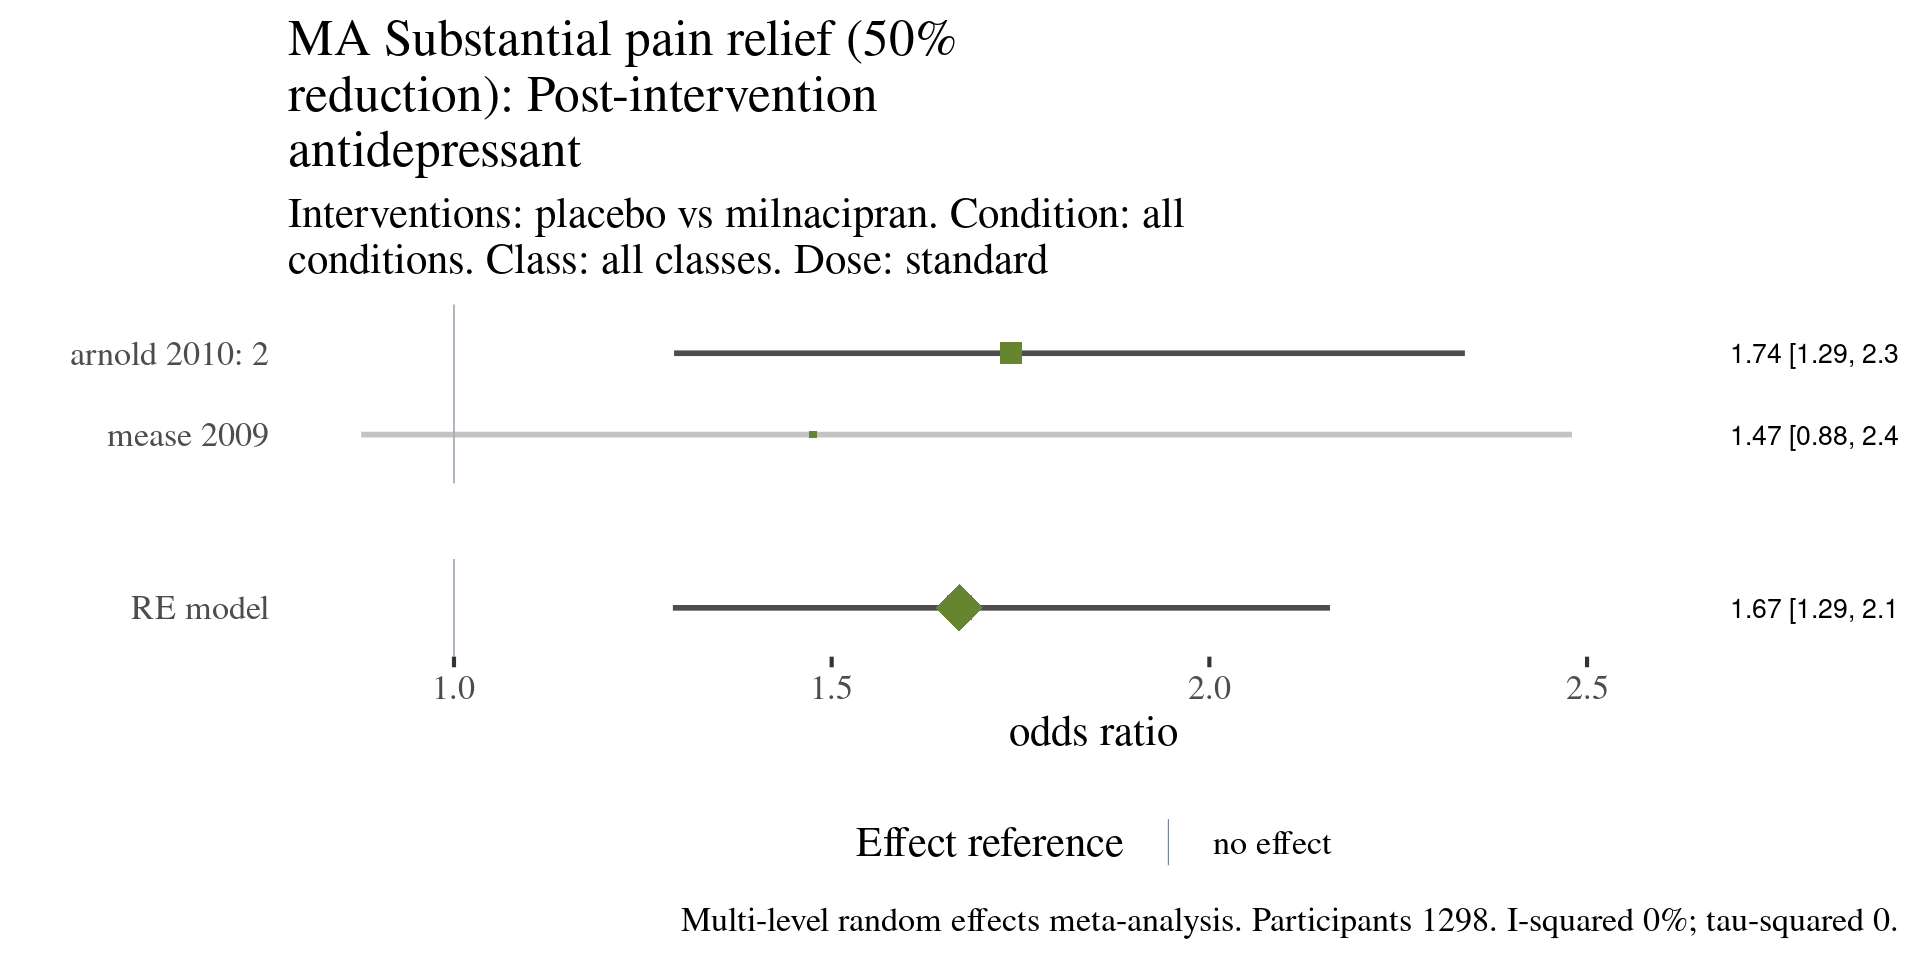 MA Substantial pain relief (50%
reduction): Post-intervention
antidepressant
Interventions: placebo vs milnacipran. Condition: all
conditions. Class: all classes. Dose: standard
arnold 2010: 2
1.74 [1.29, 2.3
mease 2009
1.47 [0.88, 2.4
RE model
1.67 [1.29, 2.1
1.0 1.5 2.0 2.5
odds ratio
Effect reference no effect
Multi-level random effects meta-analysis. Participants 1298. I-squared 0%; tau-squared 0.